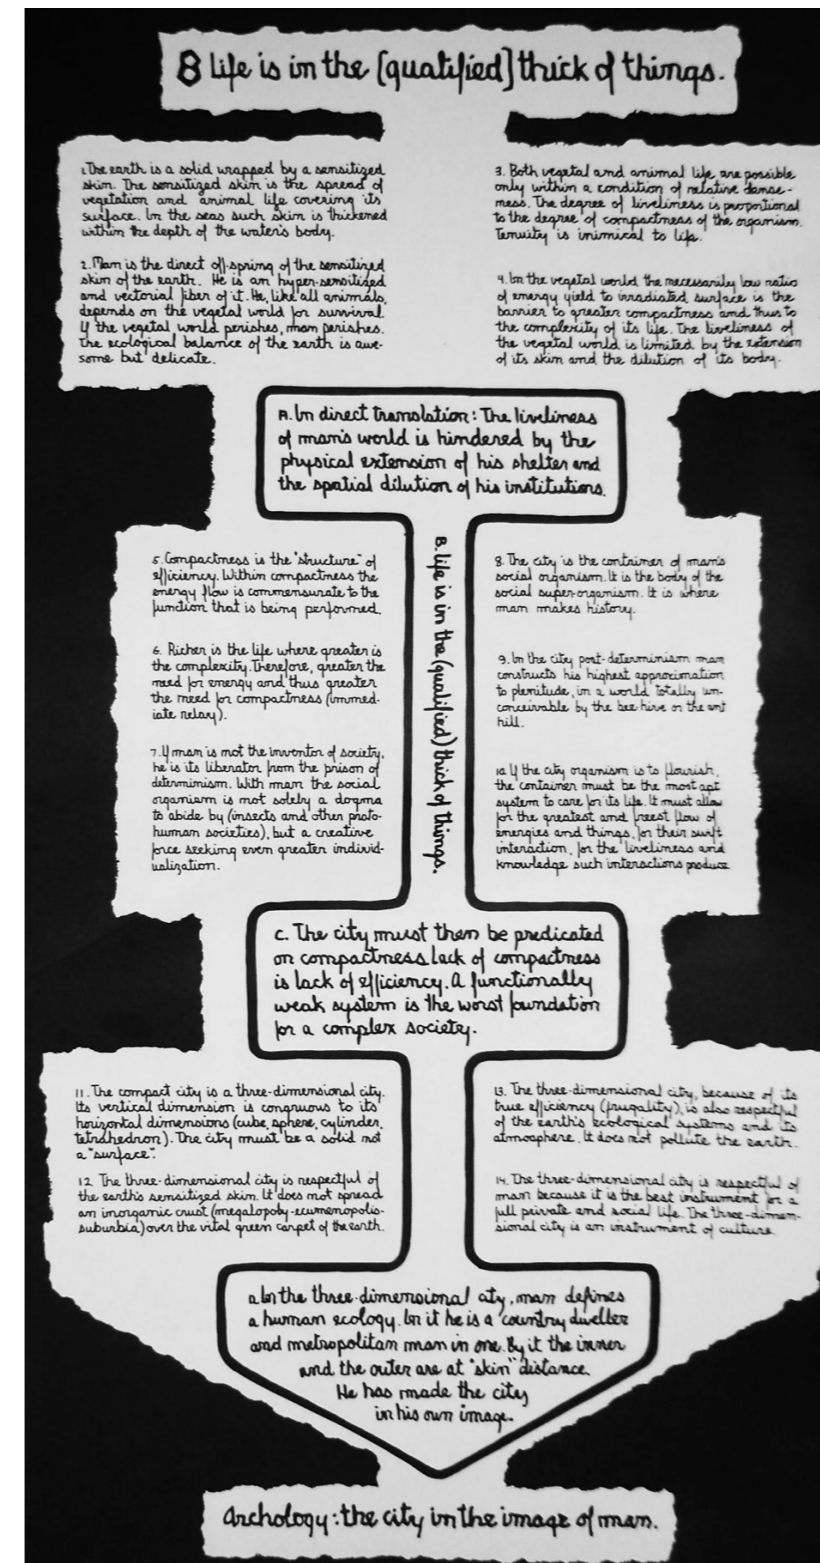 8 life is in the (qualified) thick of things.
1. The earth is a solid wrapped by a sensitized
skin. The sensitized skin is the spread of
vegetation and animal life covering its
surface. In the seas such skin is thickened
within the depth of the water's body.
2. Man is the direct off-spring of the sensitized
skin of the earth. He is an hyper-sensitized
and vectorial fiber of it. He, like all animals,
depends on the vegetal world for survival.
If the vegetal world perishes, man perishes.
The ecological balance of the earth is awe-
some but delicate.
3. Both vegetal and animal life are possible
only within a condition of relative dense-
ness. The degree of liveliness is proportional
to the degree of compactness of the organism.
Tenuity is inimical to life.
4. In the vegetal world the necessarily low ratio
of energy yield to irradiated surface is the
barrier to greater compactness and thus to
the complexity of its life. The liveliness of
the vegetal world is limited by the extension
of its skin and the dilution of its body.
A. In direct translation: The liveliness
of man's world is hindered by the
physical extension of his shelter and
the spatial dilution of his institutions.
5. Compactness is the "structure" of
efficiency. Within compactness the
energy flow is commensurate to the
function that is being performed.
6. Richer is the life where greater is
the complexity. Therefore, greater the
need for energy and thus greater
the need for compactness (immed-
iate relay).
7. If man is not the inventor of society,
he is its liberator from the prison of
determinism. With man the social
organism is not solely a dogma
to abide by (insects and other proto-
human societies), but a creative
force seeking even greater individ-
ualization.
B. life is in the (qualified) thick of things.
8. The city is the container of man's
social organism. It is the body of the
social super-organism. It is where
man makes history.
9. In the city post-determinism man
constructs his highest approximation
to plenitude, in a world totally un-
conceivable by the bee hive or the ant
hill.
10. If the city organism is to flourish,
the container must be the most apt
system to care for its life. It must allow
for the greatest and freest flow of
energies and things, for their swift
interaction, for the liveliness and
knowledge such interactions produce
C. The city must then be predicated
on compactness lack of compactness
is lack of efficiency. A functionally
weak system is the worst foundation
for a complex society.
11. The compact city is a three-dimensional city.
Its vertical dimension is congruous to its
horizontal dimensions (cube, sphere, cylinder,
tetrahedron). The city must be a solid not
a "surface".
12. The three-dimensional city is respectful of
the earth's sensitized skin. It does not spread
an inorganic crust (megalopoly-ecumenopolis-
suburbia) over the vital green carpet of the earth.
13. The three-dimensional city, because of its
true efficiency (frugality), is also respectful
of the earth's ecological systems and its
atmosphere. It does not pollute the earth.
14. The three-dimensional city is respectful of
man because it is the best instrument for a
full private and social life. The three-dimen-
sional city is an instrument of culture.
a In the three-dimensional city, man defines
a human ecology. In it he is a country dweller
and metropolitan man in one. By it the inner
and the outer are at "skin" distance.
He has made the city
in his own image.
Archology: the city in the image of man.